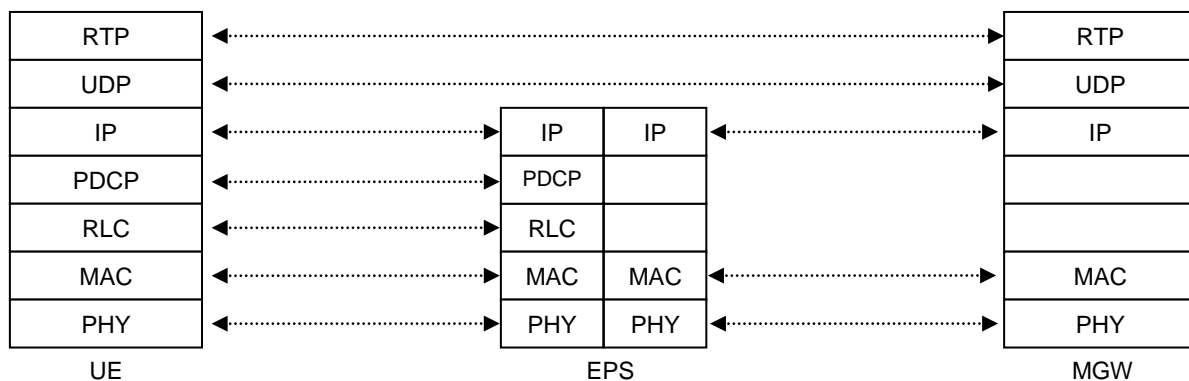 RTP RTP
UDP UDP
IP IP IP IP
PDCP PDCP
RLC RLC
MAC MAC MAC MAC
PHY PHY PHY PHY
UE EPS MGW